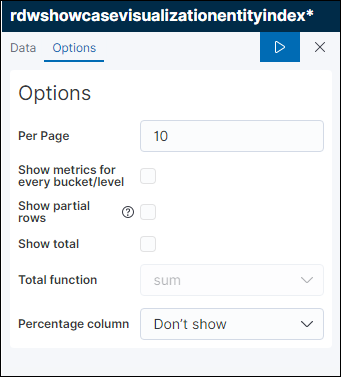 rdwshowcasevisualizationentityindex*
Data Options
Options
Per Page 10
Show metrics for
every bucket/level
Show partial
rows
Show total
Total function sum
Percentage column Don't show